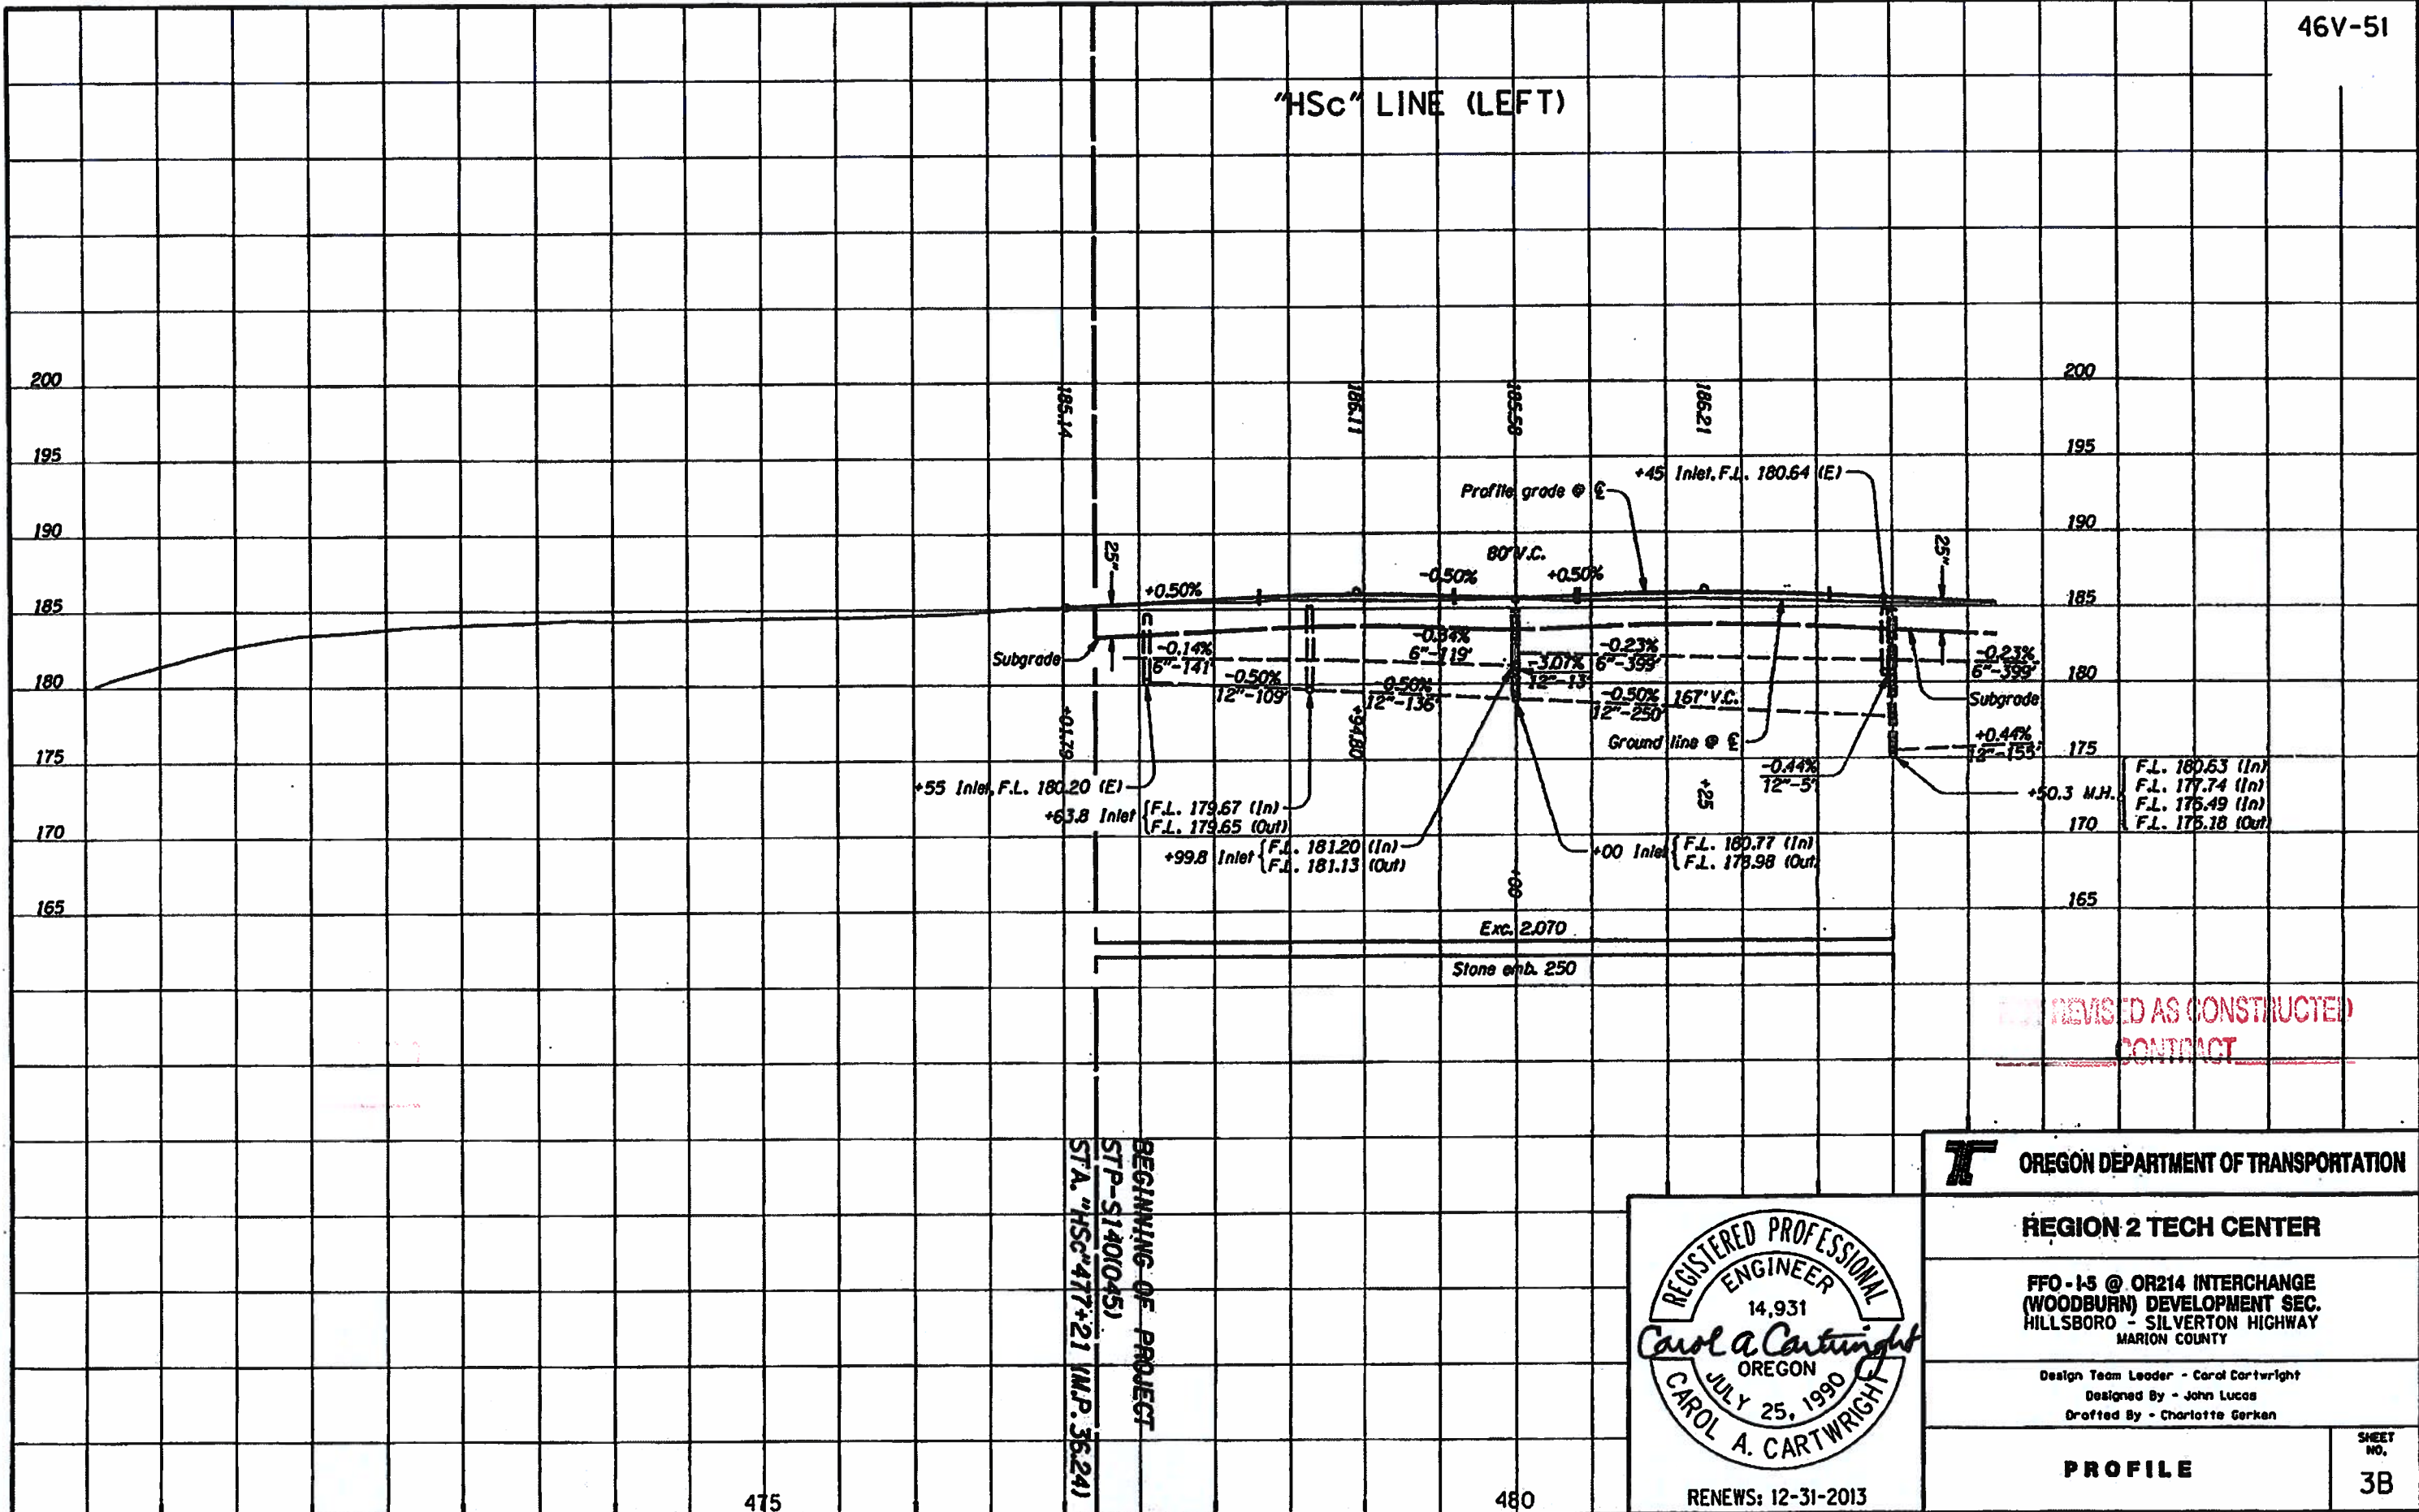 46V-51
"HSc" LINE (LEFT)
200
195
190
185
180
175
170
165
185.14
186.11
185.58
186.21
200
195
190
185
180
175
170
165
+45 Inlet, F.L. 180.64 (E)
Profile grade @ ℄
80' V.C.
25"
25"
+0.50%
-0.50%
+0.50%
Subgrade
-0.14%
6"-141'
-0.50%
12"-109'
-0.34%
6"-119'
-0.50%
12"-136'
-3.07%
12"-13'
-0.23%
6"-399'
-0.50%
12"-250'
167' V.C.
-0.23%
6"-399'
Subgrade
+0.44%
12"-155'
Ground line @ ℄
-0.44%
12"-5'
+01.79
+94.80
+25
+00
+55 Inlet, F.L. 180.20 (E)
+63.8 Inlet
F.L. 179.67 (In)
F.L. 179.65 (Out)
+99.8 Inlet
F.L. 181.20 (In)
F.L. 181.13 (Out)
+00 Inlet
F.L. 180.77 (In)
F.L. 178.98 (Out)
+50.3 M.H.
F.L. 180.63 (In)
F.L. 177.74 (In)
F.L. 175.18 (Out)
Exc. 2,070
Stone emb. 250
REVISED AS CONSTRUCTED
CONTRACT
BEGINNING OF PROJECT
STP-S140(045)
STA. "HSc" 477+21 (M.P. 36.24)
475
480
REGISTERED PROFESSIONAL
ENGINEER
14,931
Carol A Cartwright
OREGON
JULY 25, 1990
CAROL A. CARTWRIGHT
RENEWS: 12-31-2013
OREGON DEPARTMENT OF TRANSPORTATION
REGION 2 TECH CENTER
FFO - I-5 @ OR214 INTERCHANGE
(WOODBURN) DEVELOPMENT SEC.
HILLSBORO - SILVERTON HIGHWAY
MARION COUNTY
Design Team Leader - Carol Cartwright
Designed By - John Lucas
Drafted By - Charlotte Gerken
PROFILE
SHEET
NO.
3B